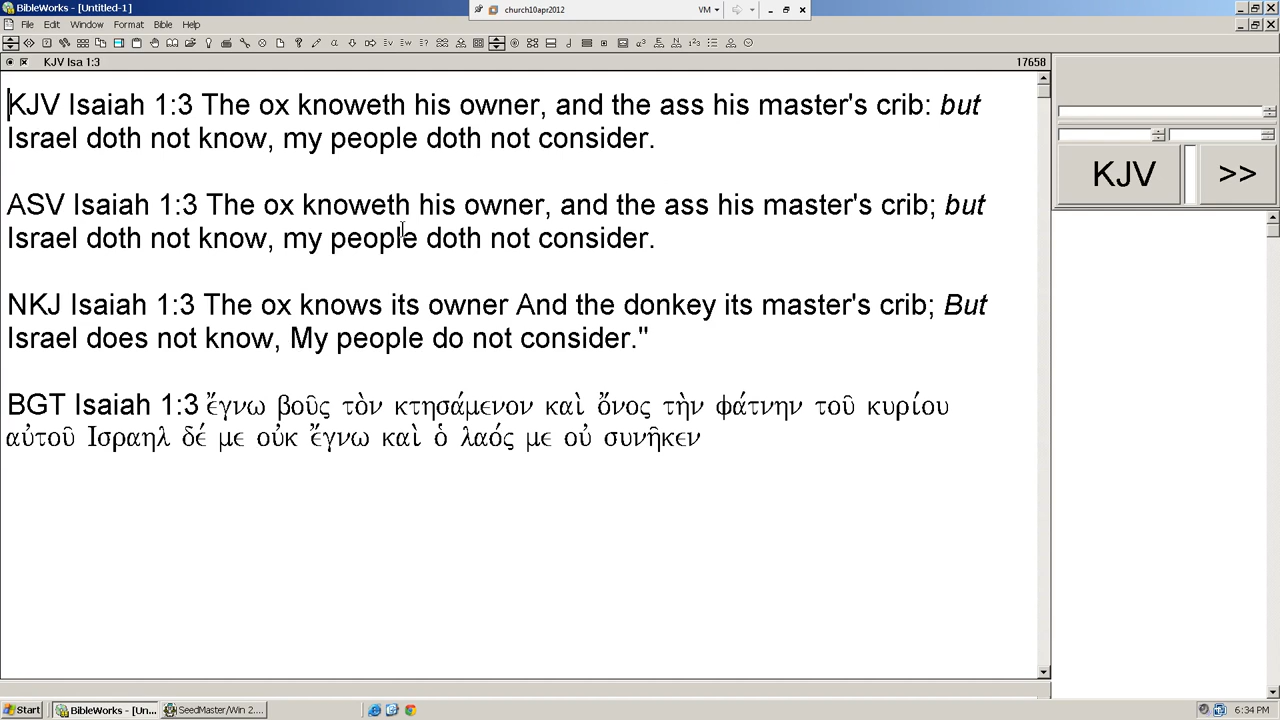 BibleWorks - [Untitled-1]
church10apr2012
VM
File Edit Window Format Bible Help
KJV Isa 1:3
17658
KJV Isaiah 1:3 The ox knoweth his owner, and the ass his master's crib: but
Israel doth not know, my people doth not consider.
ASV Isaiah 1:3 The ox knoweth his owner, and the ass his master's crib; but
Israel doth not know, my people doth not consider.
NKJ Isaiah 1:3 The ox knows its owner And the donkey its master's crib; But
Israel does not know, My people do not consider."
BGT Isaiah 1:3 ἔγνω βοῦς τὸν κτησάμενον καὶ ὄνος τὴν φάτνην τοῦ κυρίου
αὐτοῦ Ισραηλ δέ με οὐκ ἔγνω καὶ ὁ λαός με οὐ συνῆκεν
KJV
>>
Start
BibleWorks - [Un...
SeedMaster/Win 2....
6:34 PM